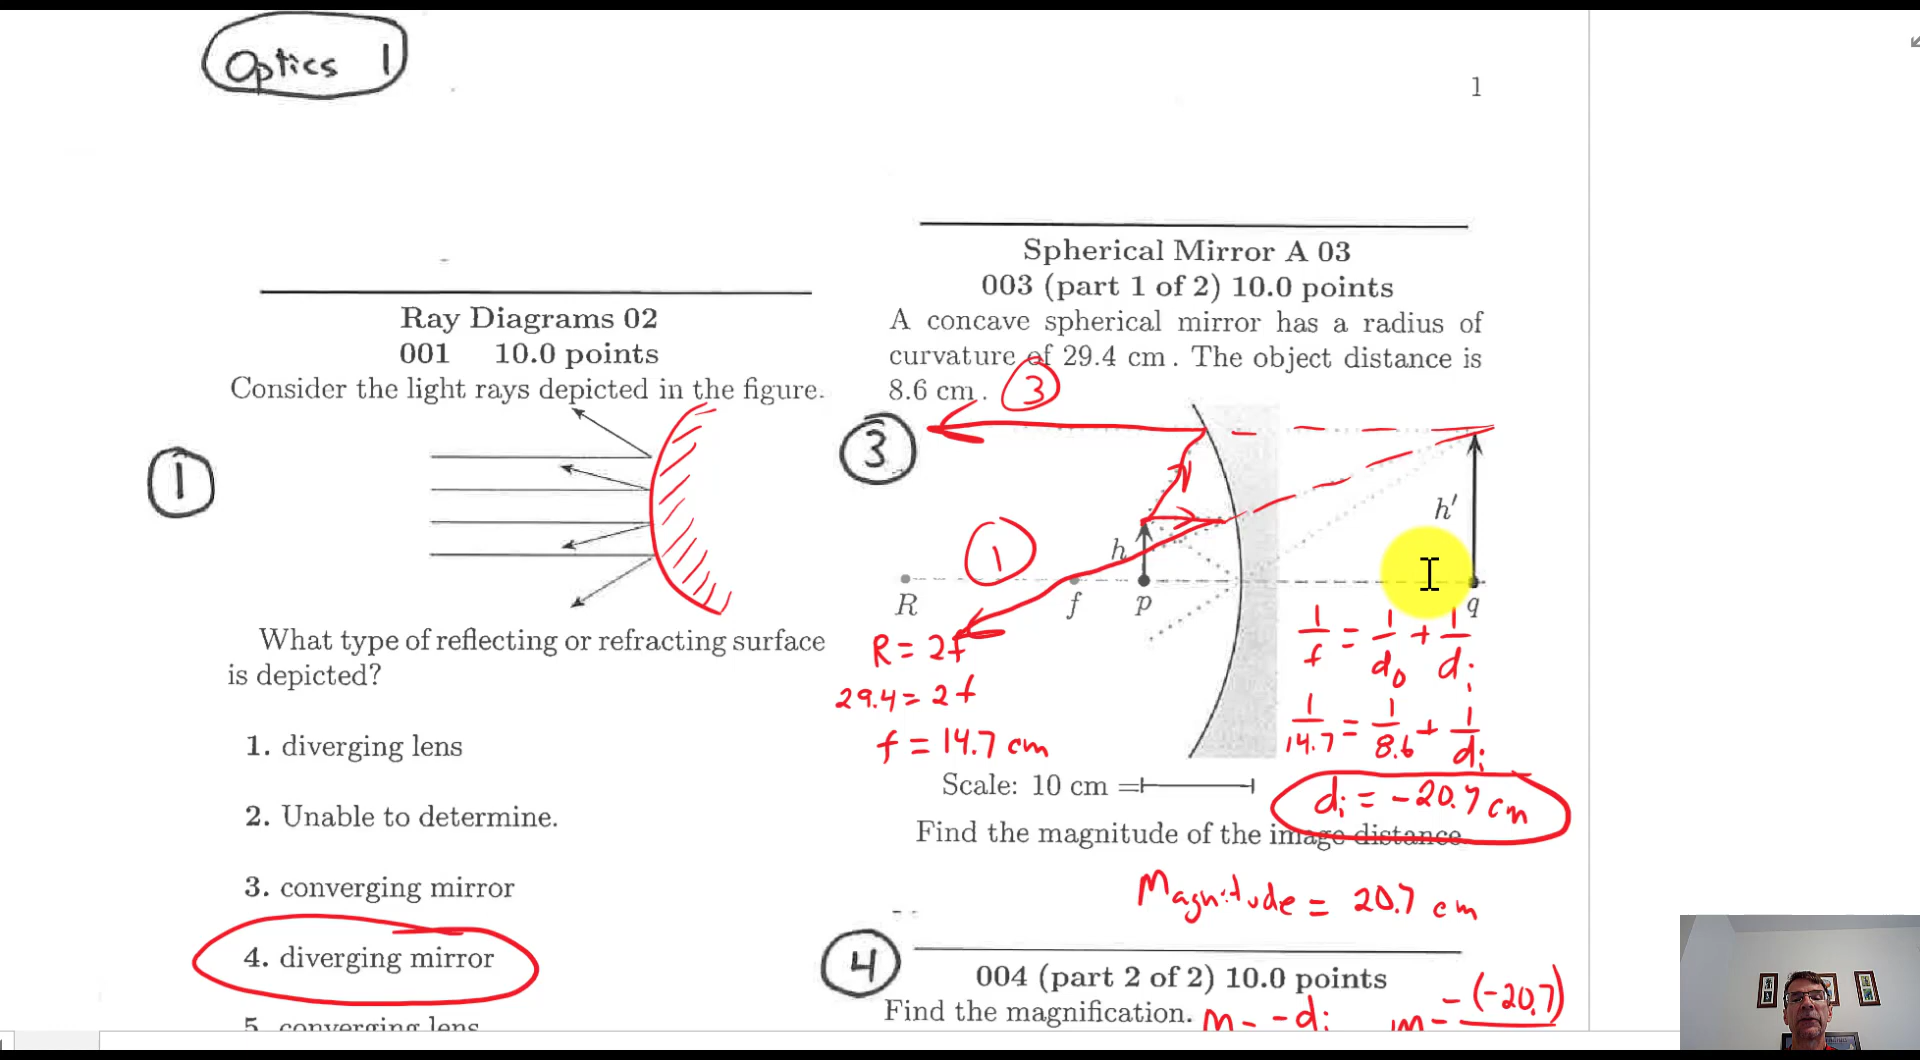 Optics 1
1
Ray Diagrams 02
001 10.0 points
Consider the light rays depicted in the figure.
1
What type of reflecting or refracting surface
is depicted?
1. diverging lens
2. Unable to determine.
3. converging mirror
4. diverging mirror
5. converging lens
Spherical Mirror A 03
003 (part 1 of 2) 10.0 points
A concave spherical mirror has a radius of
curvature of 29.4 cm. The object distance is
8.6 cm.
3
3
1
h
h′
R f p q
R = 2f
29.4 = 2f
f = 14.7 cm
1/f = 1/do + 1/di
1/14.7 = 1/8.6 + 1/di
di = -20.7 cm
Scale: 10 cm =
Find the magnitude of the image distance.
Magnitude = 20.7 cm
4
004 (part 2 of 2) 10.0 points
Find the magnification.
m = -di
m = -(-20.7)